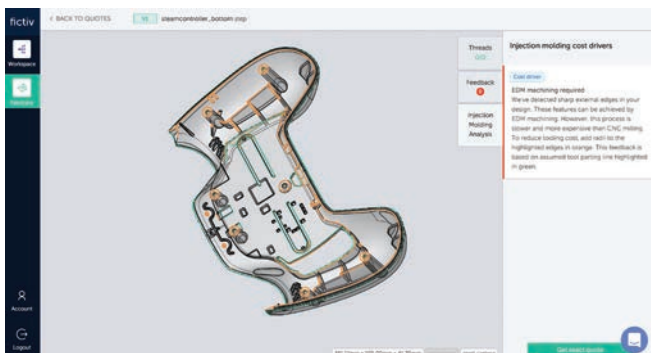 fictiv
< BACK TO QUOTES
steamcontroller_bottom.step
Workspace
Threads
Feedback
Injection
Molding
Analysis
Injection molding cost drivers
Cost driver
EDM machining required
We've detected sharp external edges in your
design. These features can be achieved by
EDM machining. However, this process is
slower and more expensive than CNC milling.
To reduce tooling cost, add radii to the
highlighted edges in orange. This feedback is
based on assumed tool parting line highlighted
in green.
Account
Logout
Get exact quote